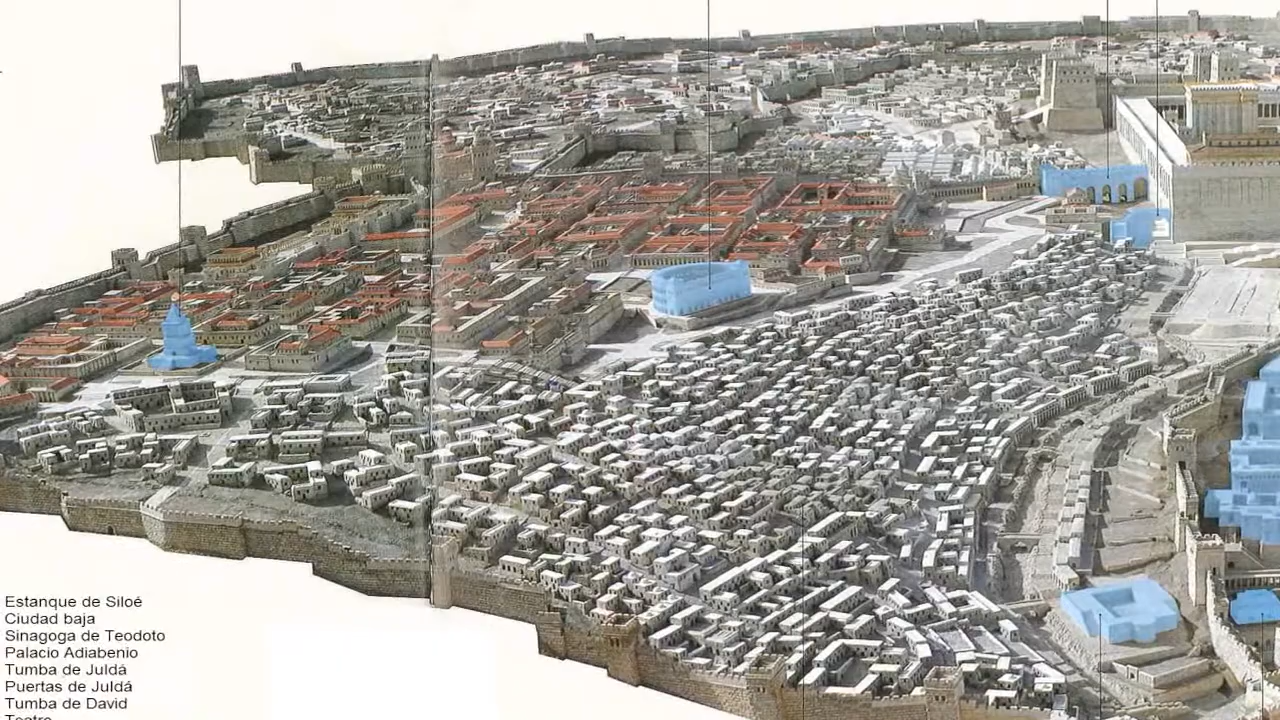 Estanque de Siloé
Ciudad baja
Sinagoga de Teodoto
Palacio Adiabenio
Tumba de Juldá
Puertas de Juldá
Tumba de David
Teatro